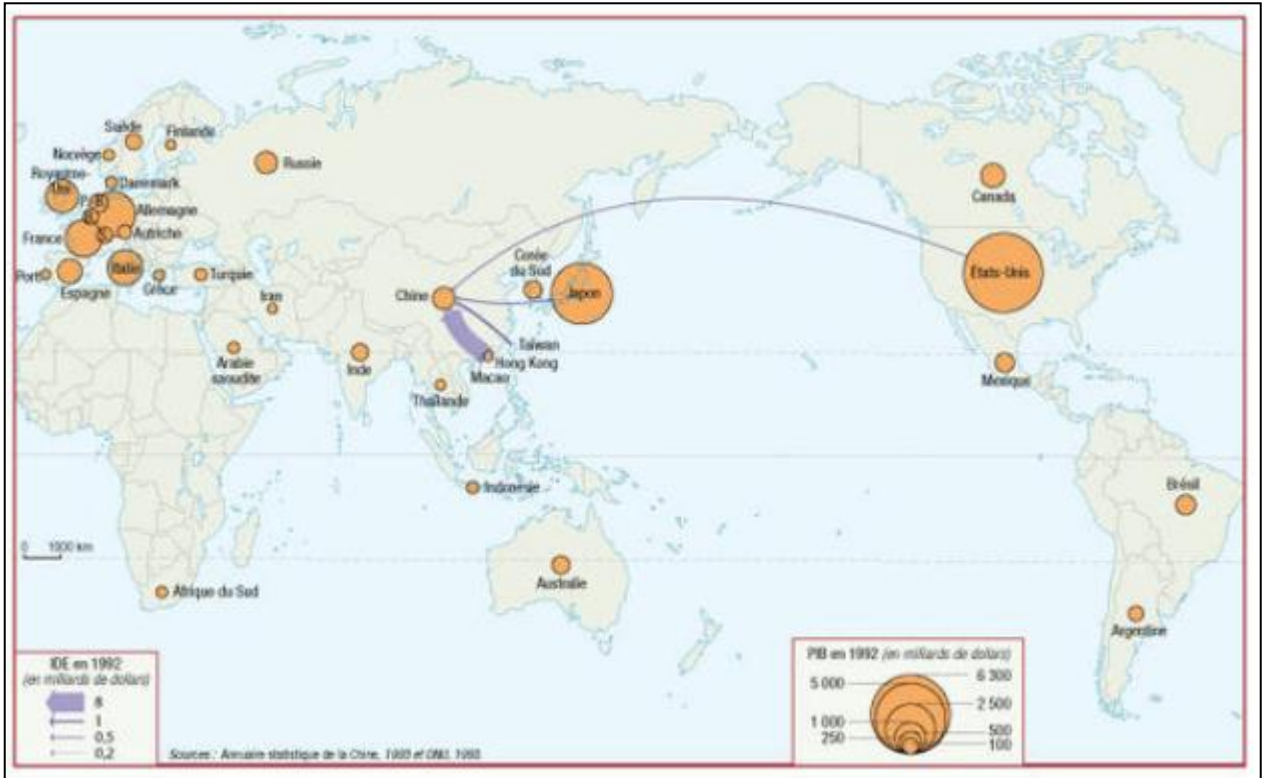 Suède
Finlande
Norvège
Royaume-
Uni
Danemark
Russie
P.-B.
Allemagne
France
Autriche
Port.
Italie
Espagne
Grèce
Turquie
Iran
Arabie
saoudite
Inde
Chine
Corée
du Sud
Japon
Taïwan
Hong Kong
Macao
Thaïlande
Indonésie
Australie
Afrique du Sud
Canada
États-Unis
Mexique
Brésil
Argentine
0 1000 km
IDE en 1992
(en milliards de dollars)
8
1
0,5
0,2
Sources : Annuaire statistique de la Chine, 1993 et ONU, 1993.
PIB en 1992 (en milliards de dollars)
6 300
5 000
2 500
1 000
500
250
100